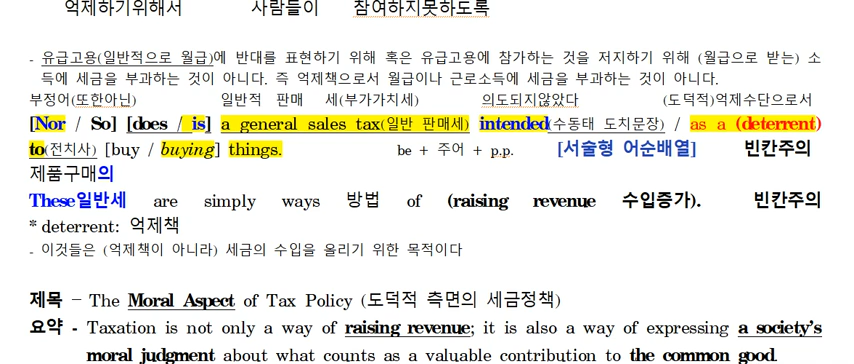 억제하기위해서 사람들이 참여하지못하도록
- 유급고용(일반적으로 월급)에 반대를 표현하기 위해 혹은 유급고용에 참가하는 것을 저지하기 위해 (월급으로 받는) 소
득에 세금을 부과하는 것이 아니다. 즉 억제책으로서 월급이나 근로소득에 세금을 부과하는 것이 아니다.
부정어(또한아닌) 일반적 판매 세(부가가치세) 의도되지않았다 (도덕적)억제수단으로서
[Nor / So] [does / is] a general sales tax(일반 판매세) intended(수동태 도치문장) / as a (deterrent)
to(전치사) [buy / buying] things. be + 주어 + p.p. [서술형 어순배열] 빈칸주의
제품구매의
These일반세 are simply ways 방법 of (raising revenue 수입증가). 빈칸주의
* deterrent: 억제책
- 이것들은 (억제책이 아니라) 세금의 수입을 올리기 위한 목적이다
제목 – The Moral Aspect of Tax Policy (도덕적 측면의 세금정책)
요약 - Taxation is not only a way of raising revenue; it is also a way of expressing a society's
moral judgment about what counts as a valuable contribution to the common good.